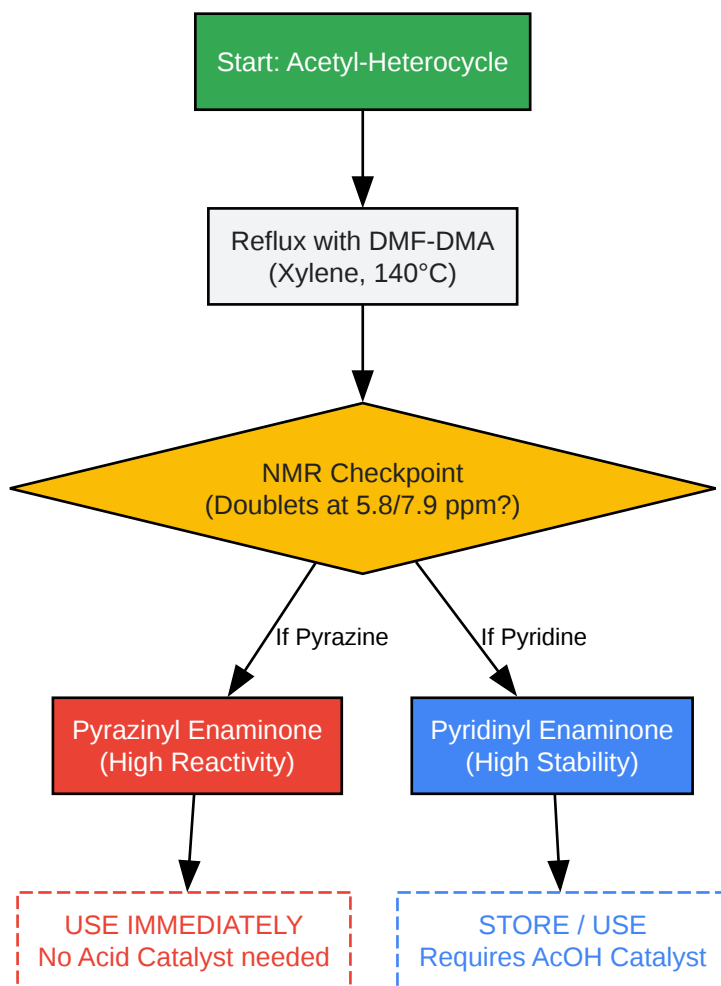 Start: Acetyl-Heterocycle
Reflux with DMF-DMA
(Xylene, 140°C)
NMR Checkpoint
(Doublets at 5.8/7.9 ppm?)
If Pyrazine
If Pyridine
Pyrazinyl Enaminone
(High Reactivity)
Pyridinyl Enaminone
(High Stability)
USE IMMEDIATELY
No Acid Catalyst needed
STORE / USE
Requires AcOH Catalyst